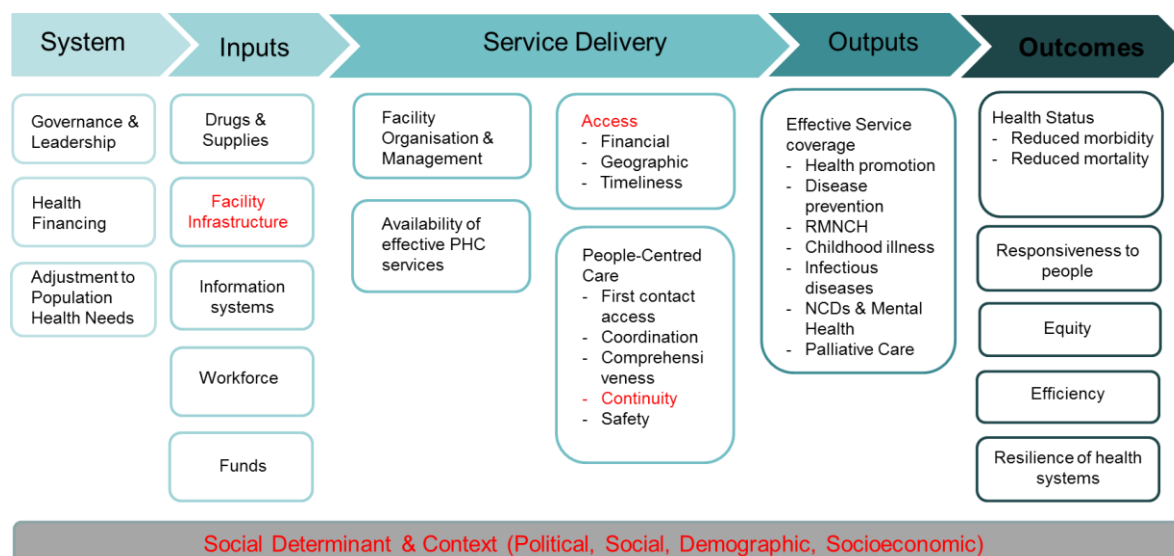 System
Inputs
Service Delivery
Outputs
Outcomes
Governance &
Leadership
Health
Financing
Adjustment to
Population
Health Needs
Drugs &
Supplies
Facility
Infrastructure
Information
systems
Workforce
Funds
Facility
Organisation &
Management
Availability of
effective PHC
services
Access
- Financial
- Geographic
- Timeliness
People-Centred
Care
- First contact
access
- Coordination
- Comprehensi
veness
- Continuity
- Safety
Effective Service
coverage
- Health promotion
- Disease
prevention
- RMNCH
- Childhood illness
- Infectious
diseases
- NCDs & Mental
Health
- Palliative Care
Health Status
- Reduced morbidity
- Reduced mortality
Responsiveness to
people
Equity
Efficiency
Resilience of health
systems
Social Determinant & Context (Political, Social, Demographic, Socioeconomic)